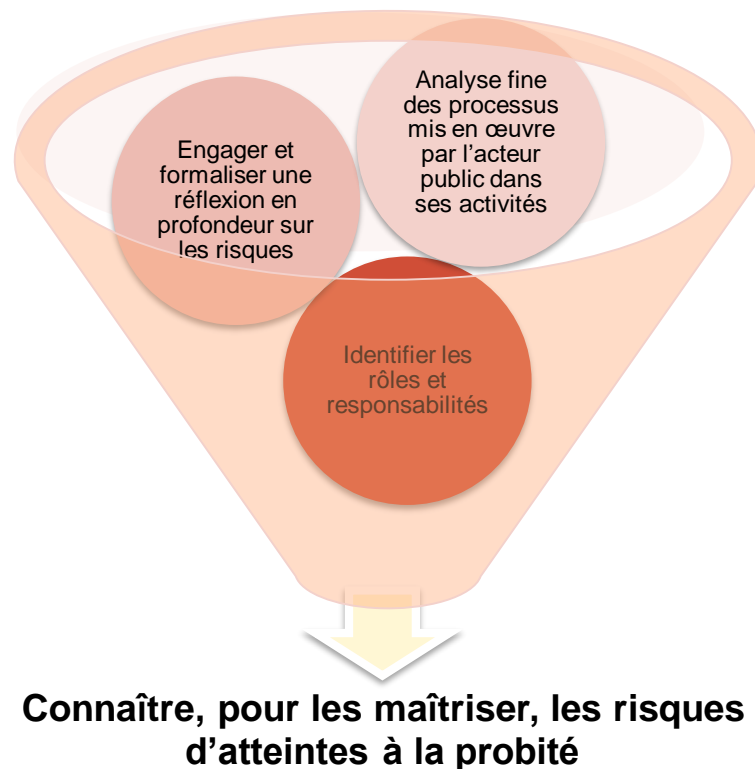 Analyse fine
des processus
mis en œuvre
par l'acteur
public dans
ses activités
Engager et
formaliser une
réflexion en
profondeur sur
les risques
Identifier les
rôles et
responsabilités
Connaître, pour les maîtriser, les risques
d'atteintes à la probité